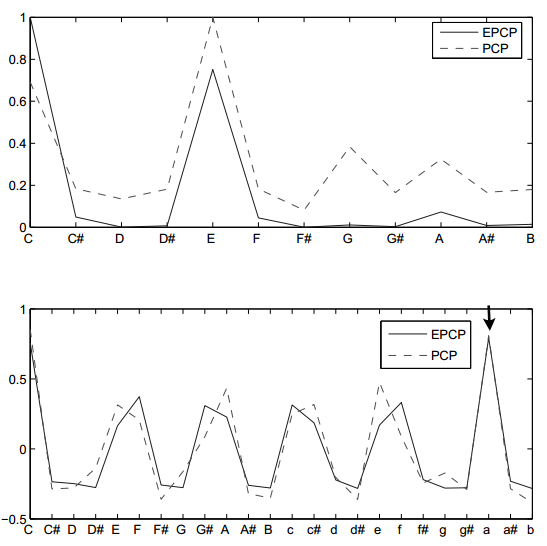 1
0.8
0.6
0.4
0.2
0
EPCP
PCP
C C# D D# E F F# G G# A A# B
1
0.5
0
−0.5
EPCP
PCP
C C# D D# E F F# G G# A A# B c c# d d# e f f# g g# a a# b